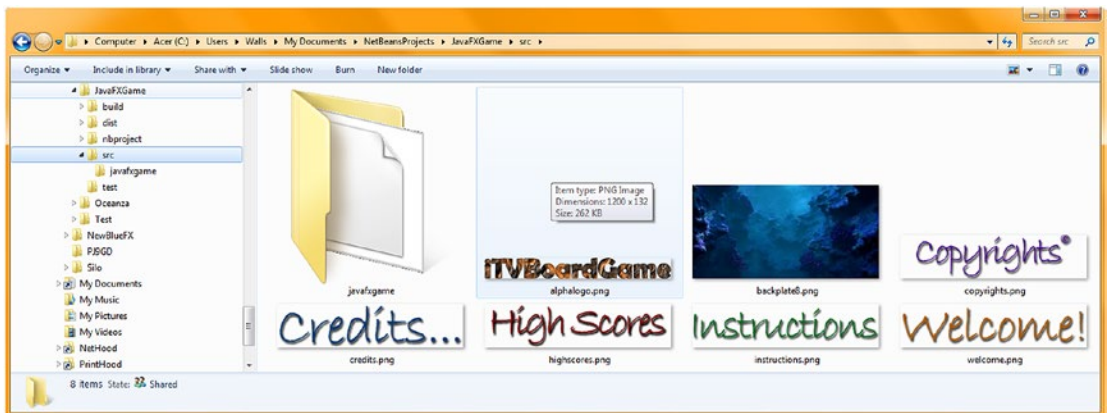 Computer ▸ Acer (C:) ▸ Users ▸ Walls ▸ My Documents ▸ NetBeansProjects ▸ JavaFXGame ▸ src ▸
Search src
Organize
Include in library
Share with
Slide show
Burn
New folder
JavaFXGame
build
dist
nbproject
src
javafxgame
test
Oceanza
Test
NewBlueFX
PJ9GD
Silo
My Documents
My Music
My Pictures
My Videos
NetHood
PrintHood
javafxgame
Item type: PNG Image
Dimensions: 1200 x 132
Size: 262 KB
iTVBoardGame
alphalogo.png
backplate8.png
Copyrights©
copyrights.png
Credits...
credits.png
High Scores
highscores.png
Instructions
instructions.png
Welcome!
welcome.png
8 items State: Shared